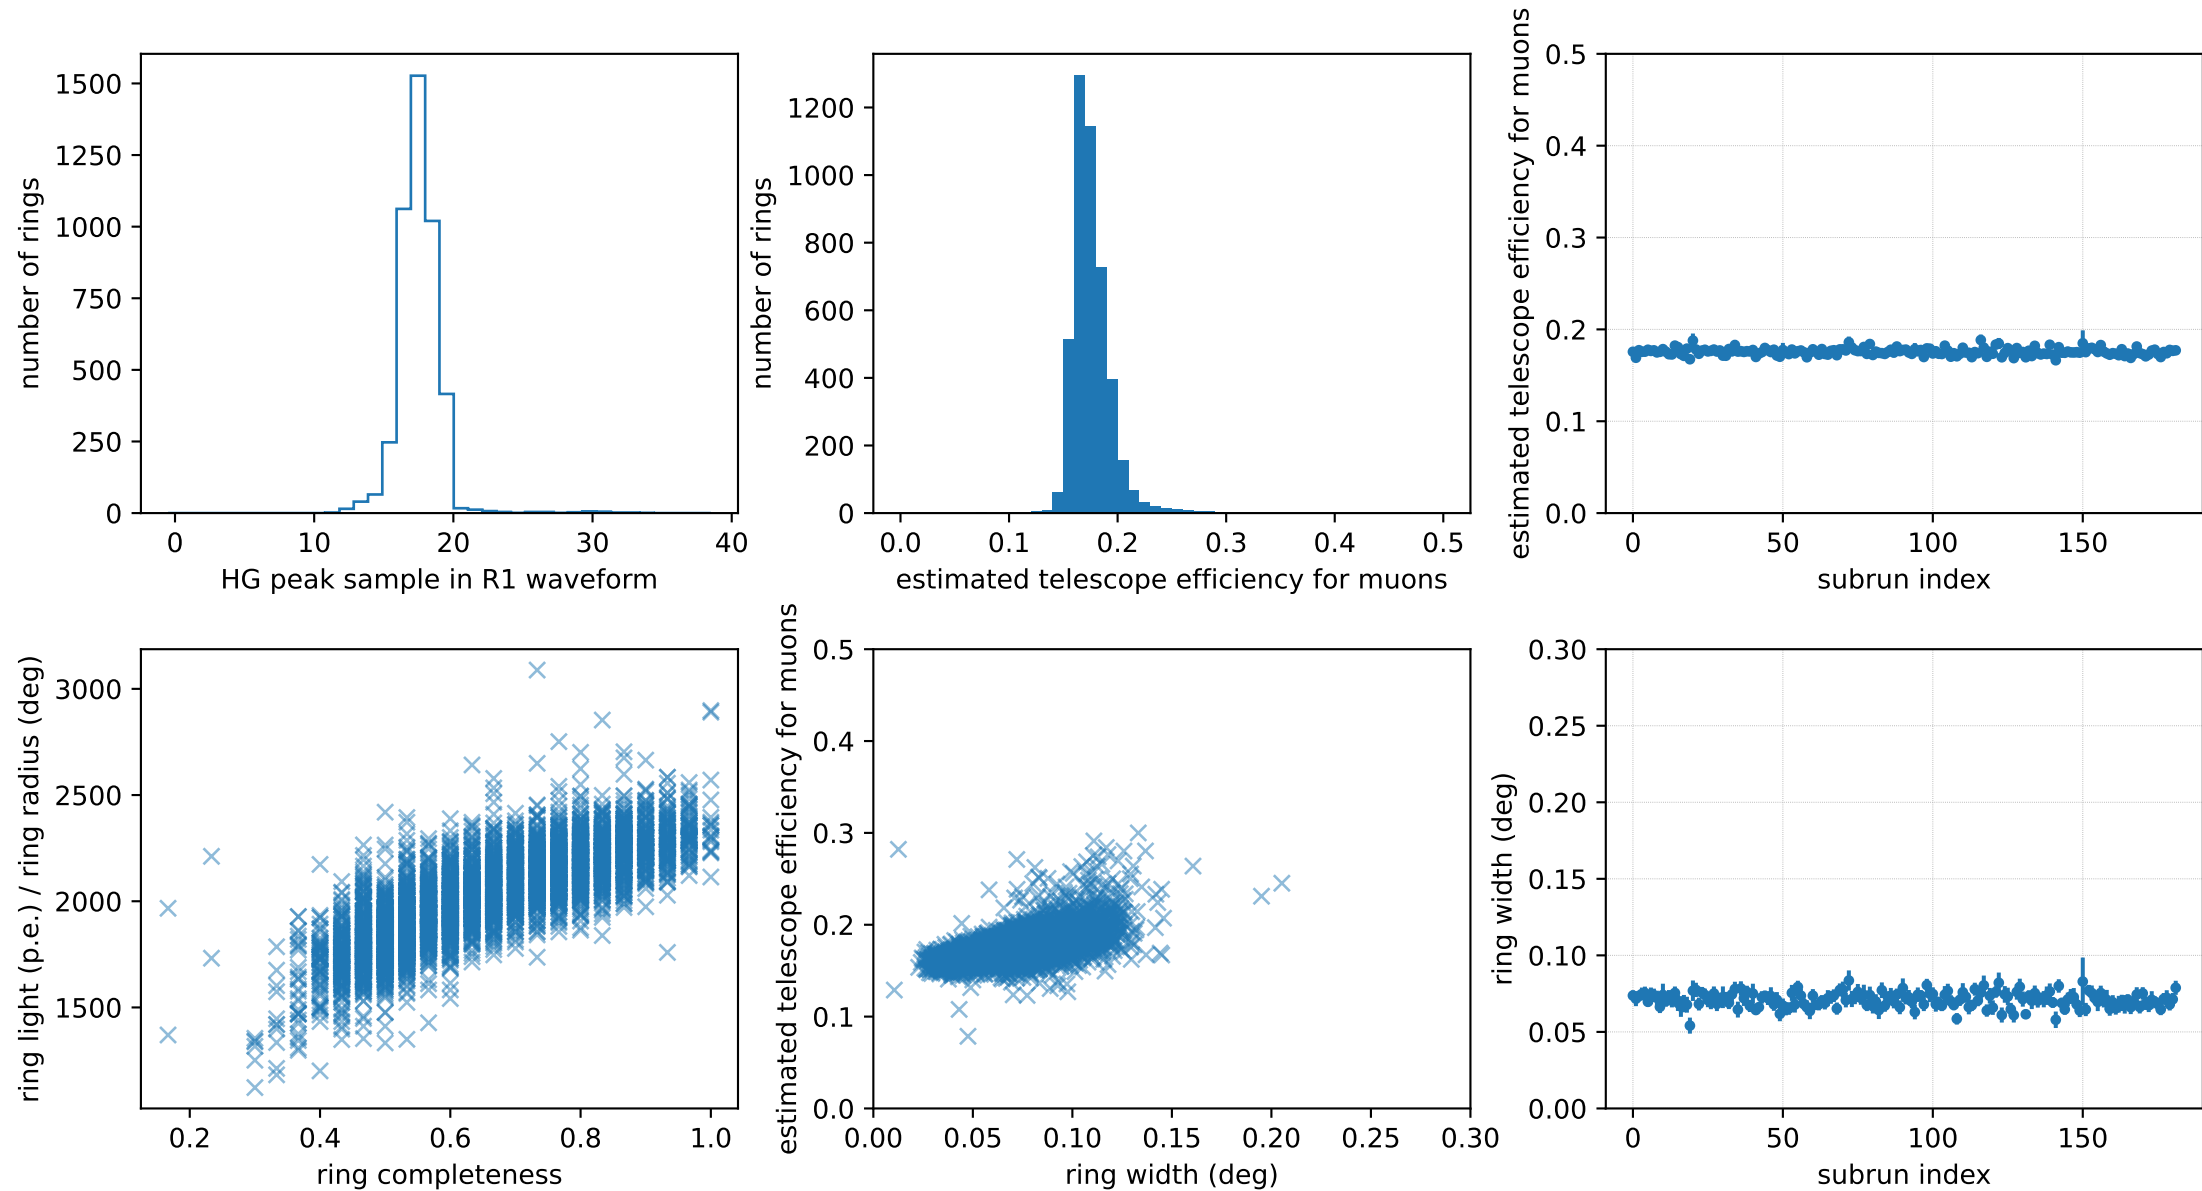 1500
1250
1000
750
500
250
0
number of rings
0 10 20 30 40
HG peak sample in R1 waveform
1200
1000
800
600
400
200
0
number of rings
0.0 0.1 0.2 0.3 0.4 0.5
estimated telescope efficiency for muons
0.5
0.4
0.3
0.2
0.1
0.0
estimated telescope efficiency for muons
0 50 100 150
subrun index
3000
2500
2000
1500
ring light (p.e.) / ring radius (deg)
0.2 0.4 0.6 0.8 1.0
ring completeness
0.5
0.4
0.3
0.2
0.1
0.0
estimated telescope efficiency for muons
0.00 0.05 0.10 0.15 0.20 0.25 0.30
ring width (deg)
0.30
0.25
0.20
0.15
0.10
0.05
0.00
ring width (deg)
0 50 100 150
subrun index